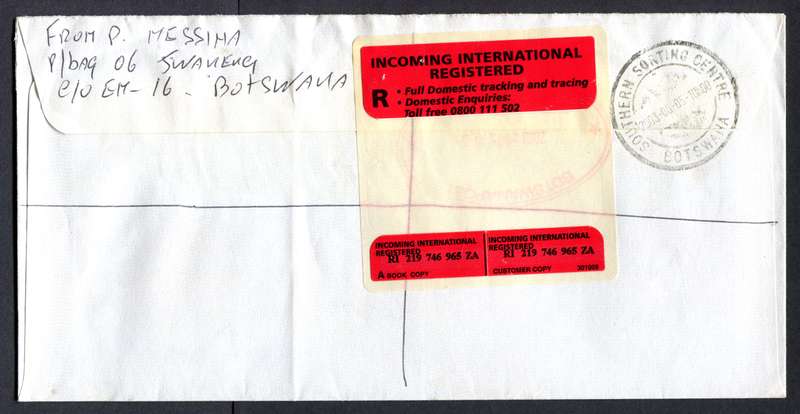 FROM P. MESSINA
P/BAG 06 SWANENG
C/O EM-16 - BOTSWANA
INCOMING INTERNATIONAL
REGISTERED
R • Full Domestic tracking and tracing
• Domestic Enquiries:
Toll free 0800 111 502
SOUTHERN SORTING CENTRE
BOTSWANA
INCOMING INTERNATIONAL
REGISTERED
RI 219 746 965 ZA
A BOOK COPY
INCOMING INTERNATIONAL
REGISTERED
RI 219 746 965 ZA
CUSTOMER COPY